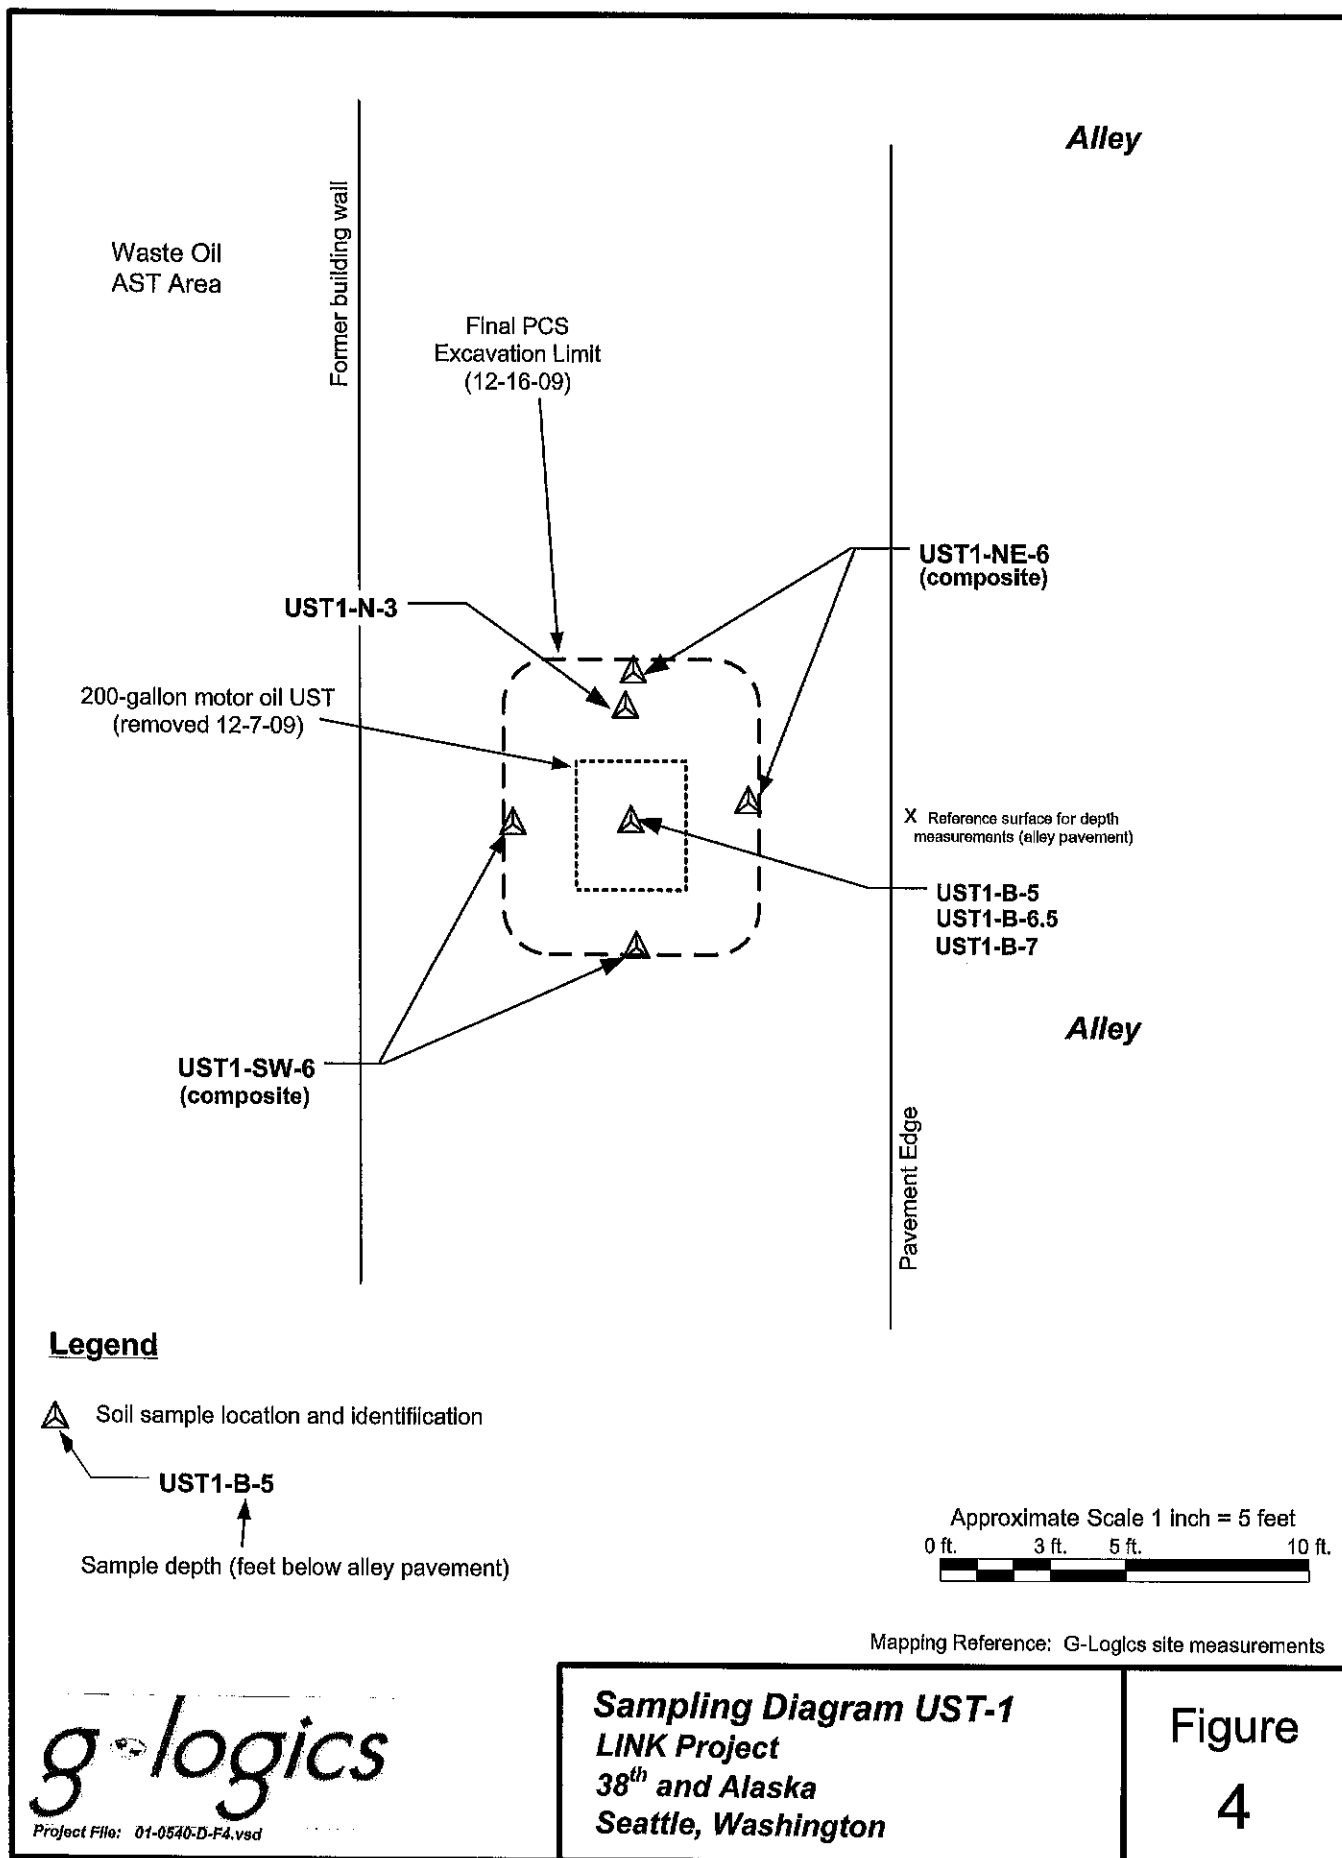 Alley
Former building wall
Waste Oil
AST Area
Final PCS
Excavation Limit
(12-16-09)
UST1-NE-6
(composite)
UST1-N-3
200-gallon motor oil UST
(removed 12-7-09)
X Reference surface for depth
measurements (alley pavement)
UST1-B-5
UST1-B-6.5
UST1-B-7
Alley
UST1-SW-6
(composite)
Pavement Edge
Legend
Soil sample location and identifiication
UST1-B-5
Sample depth (feet below alley pavement)
Approximate Scale 1 inch = 5 feet
0 ft. 3 ft. 5 ft. 10 ft.
Mapping Reference: G-Logics site measurements
g-logics
Project File: 01-0540-D-F4.vsd
Sampling Diagram UST-1
LINK Project
38th and Alaska
Seattle, Washington
Figure
4